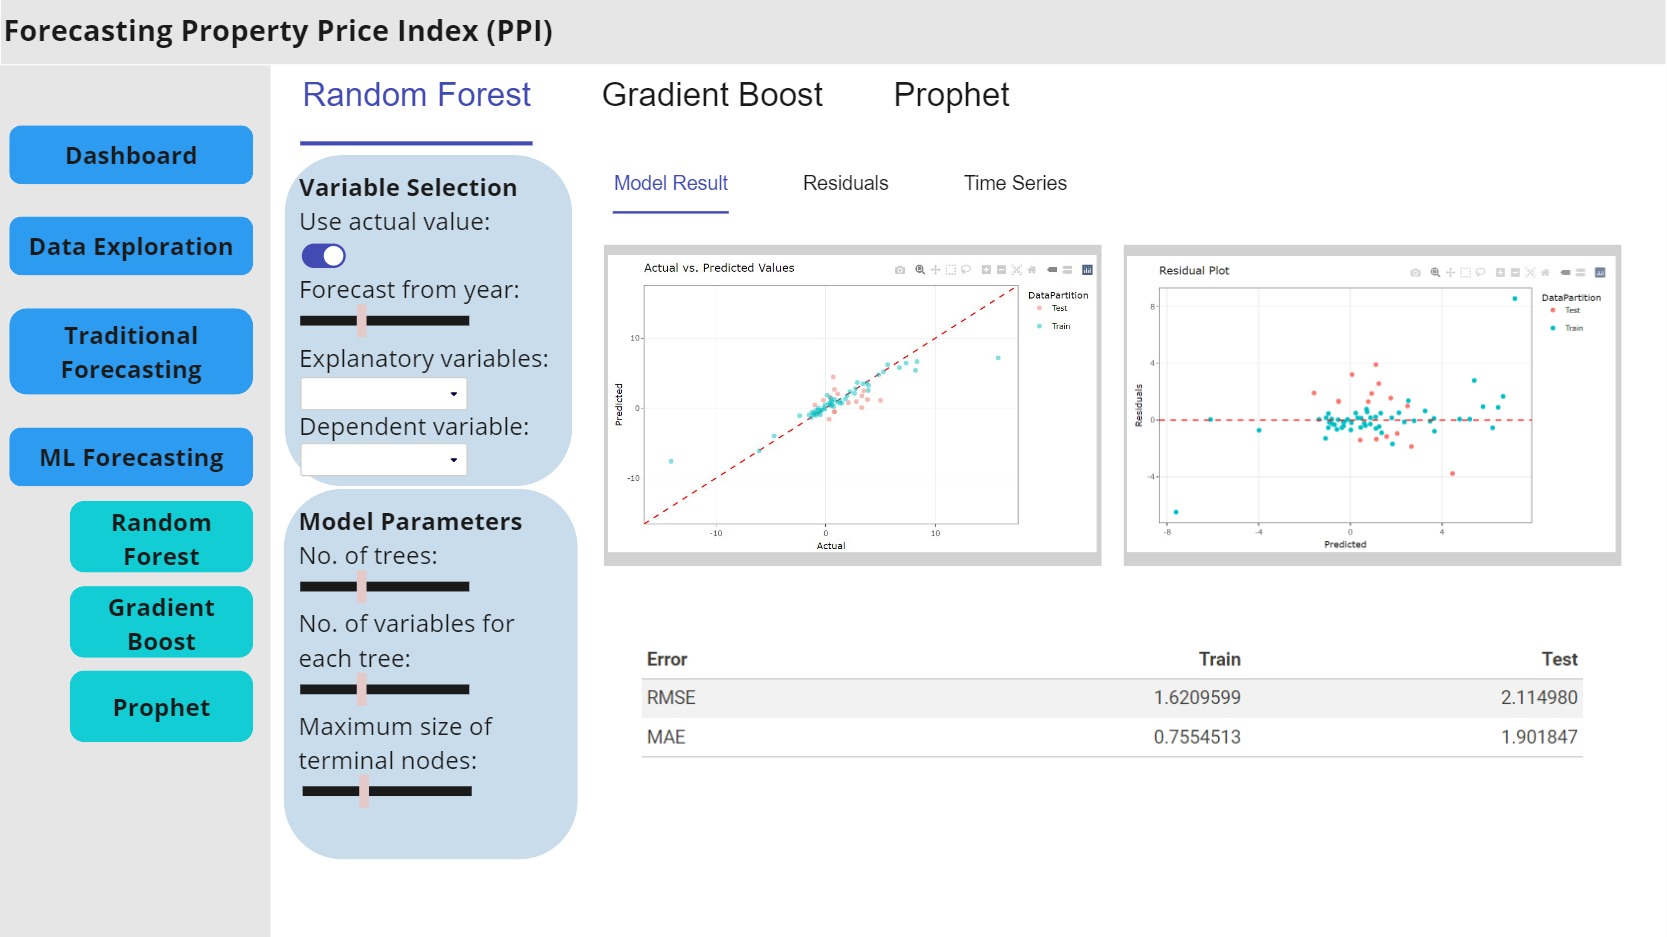 Forecasting Property Price Index (PPI)
Dashboard
Data Exploration
Traditional
Forecasting
ML Forecasting
Random
Forest
Gradient
Boost
Prophet
Random Forest
Gradient Boost
Prophet
Variable Selection
Use actual value:
Forecast from year:
Explanatory variables:
Dependent variable:
Model Parameters
No. of trees:
No. of variables for
each tree:
Maximum size of
terminal nodes:
Model Result
Residuals
Time Series
Actual vs. Predicted Values
DataPartition
Test
Train
Predicted
10
0
-10
-10
0
10
Actual
Residual Plot
DataPartition
Test
Train
Residuals
8
4
0
-4
-8
-4
0
4
Predicted
Error Train Test
RMSE 1.6209599 2.114980
MAE 0.7554513 1.901847